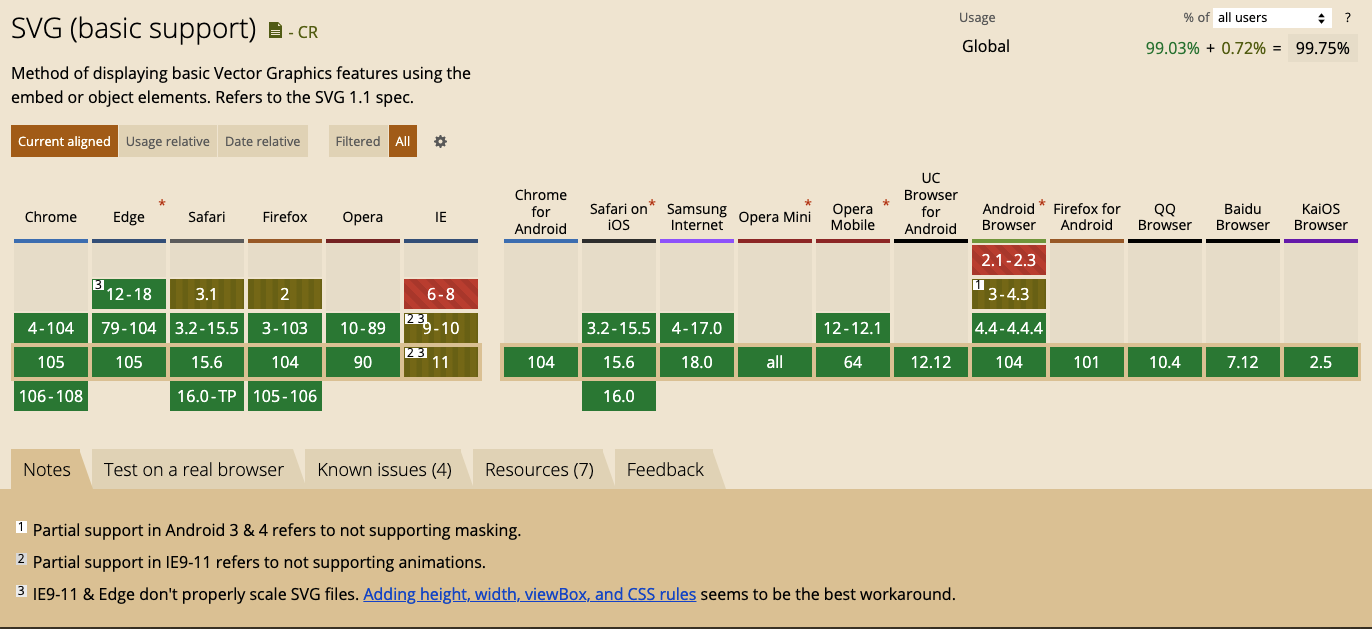 SVG (basic support) - CR
Usage % of all users ?
Global 99.03% + 0.72% = 99.75%
Method of displaying basic Vector Graphics features using the
embed or object elements. Refers to the SVG 1.1 spec.
Current aligned Usage relative Date relative Filtered All
Chrome Edge * Safari Firefox Opera IE
Chrome for Android Safari on iOS * Samsung Internet Opera Mini * Opera Mobile * UC Browser for Android Android Browser * Firefox for Android QQ Browser Baidu Browser KaiOS Browser
2.1-2.3
3 12-18 3.1 2 6-8 1 3-4.3
4-104 79-104 3.2-15.5 3-103 10-89 2 3 9-10 3.2-15.5 4-17.0 12-12.1 4.4-4.4.4
105 105 15.6 104 90 2 3 11 104 15.6 18.0 all 64 12.12 104 101 10.4 7.12 2.5
106-108 16.0-TP 105-106 16.0
Notes Test on a real browser Known issues (4) Resources (7) Feedback
1 Partial support in Android 3 & 4 refers to not supporting masking.
2 Partial support in IE9-11 refers to not supporting animations.
3 IE9-11 & Edge don't properly scale SVG files. Adding height, width, viewBox, and CSS rules seems to be the best workaround.